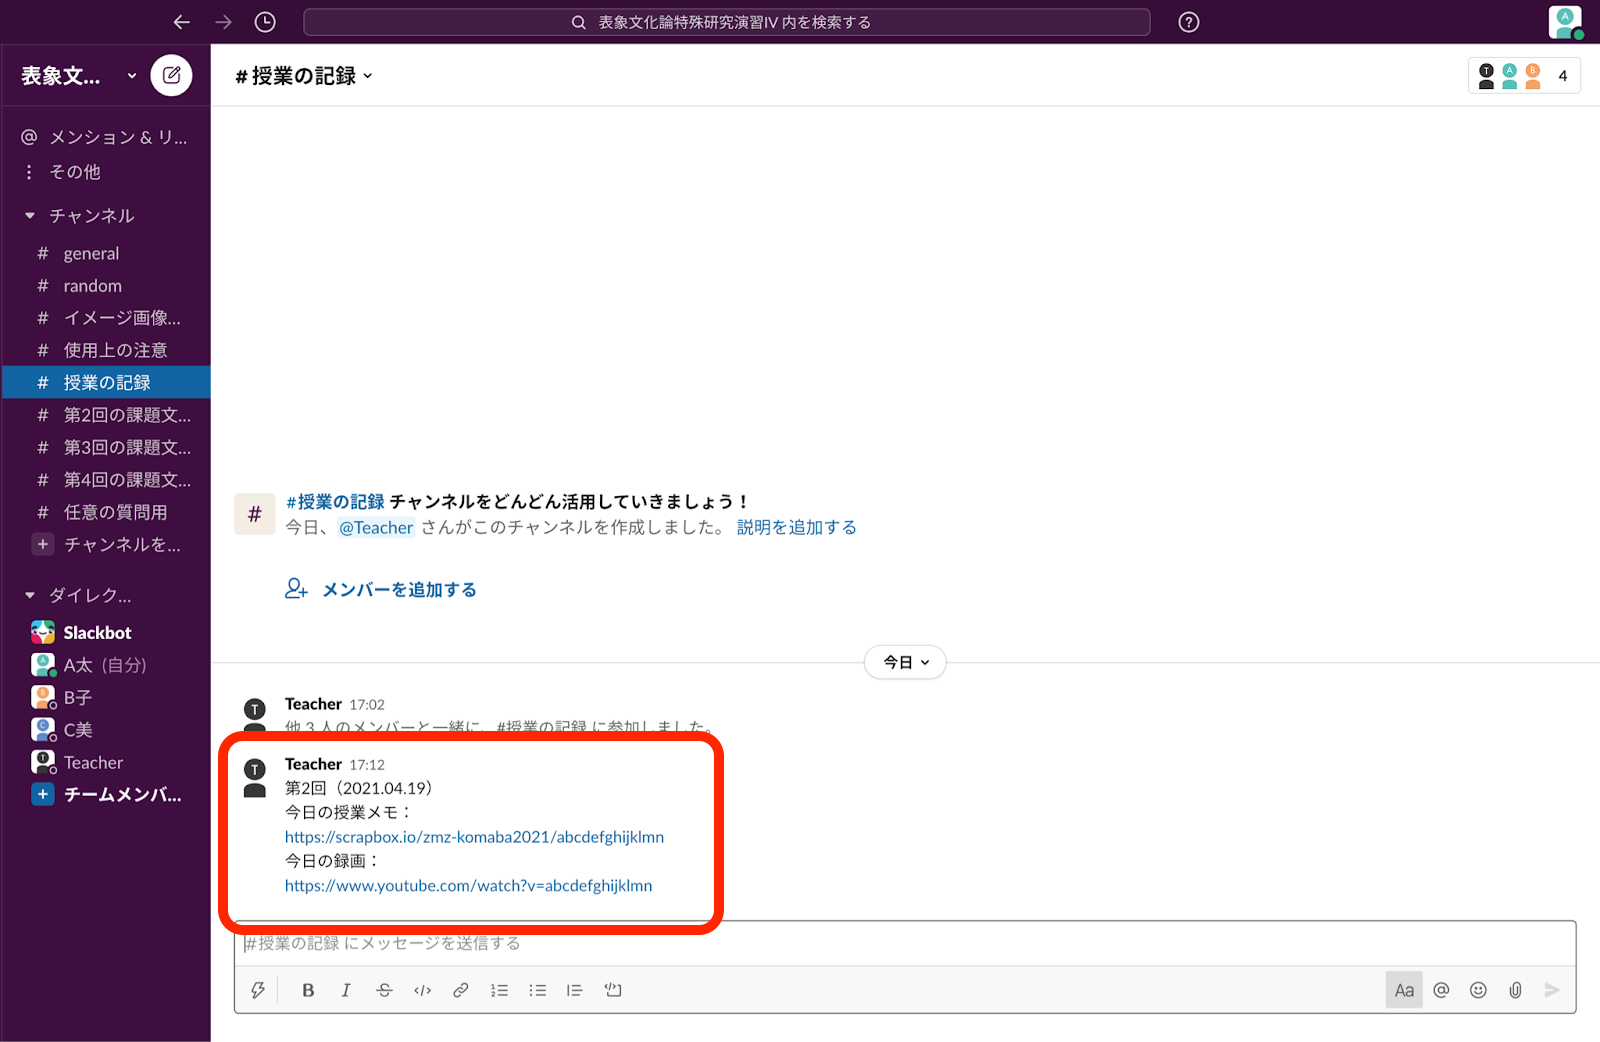 表象文化論特殊研究演習IV 内を検索する
表象文...
@ メンション & リ...
その他
チャンネル
# general
# random
# イメージ画像...
# 使用上の注意
# 授業の記録
# 第2回の課題文...
# 第3回の課題文...
# 第4回の課題文...
# 任意の質問用
+ チャンネルを...
ダイレク...
Slackbot
A太 (自分)
B子
C美
Teacher
+ チームメンバ...
# 授業の記録
T A B 4
#
#授業の記録 チャンネルをどんどん活用していきましょう！
今日、@Teacher さんがこのチャンネルを作成しました。 説明を追加する
メンバーを追加する
今日
Teacher 17:02
他 3 人のメンバーと一緒に、#授業の記録 に参加しました。
Teacher 17:12
第2回（2021.04.19）
今日の授業メモ：
https://scrapbox.io/zmz-komaba2021/abcdefghijklmn
今日の録画：
https://www.youtube.com/watch?v=abcdefghijklmn
#授業の記録 にメッセージを送信する
B I S </> Aa @